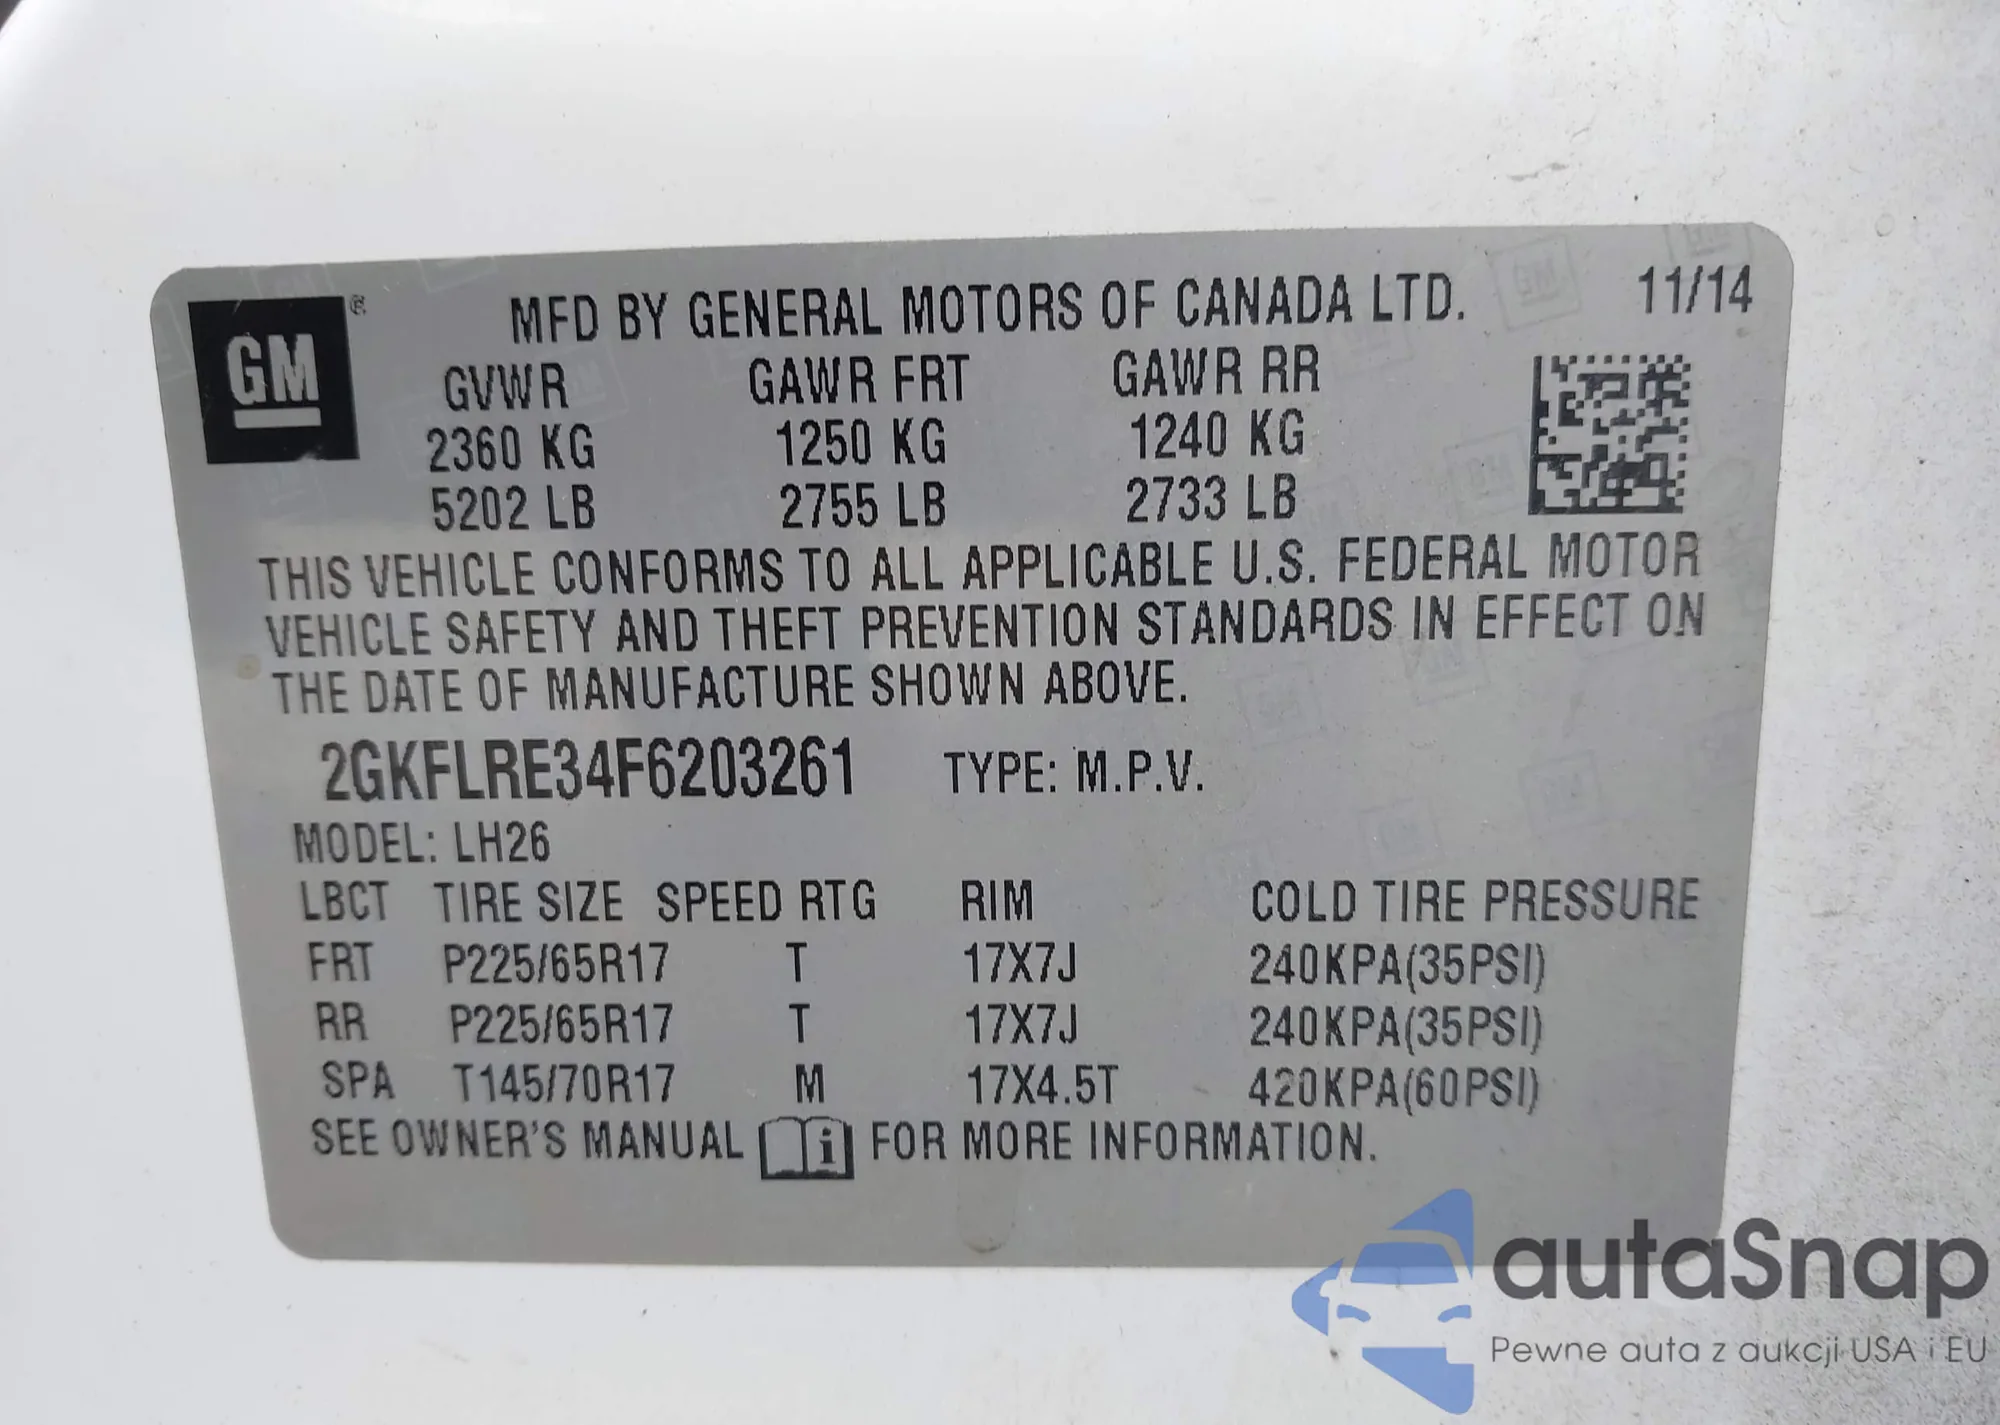 GM ® MFD BY GENERAL MOTORS OF CANADA LTD. 11/14
GVWR GAWR FRT GAWR RR
2360 KG 1250 KG 1240 KG
5202 LB 2755 LB 2733 LB
THIS VEHICLE CONFORMS TO ALL APPLICABLE U.S. FEDERAL MOTOR
VEHICLE SAFETY AND THEFT PREVENTION STANDARDS IN EFFECT ON
THE DATE OF MANUFACTURE SHOWN ABOVE.
2GKFLRE34F6203261 TYPE: M.P.V.
MODEL: LH26
LBCT TIRE SIZE SPEED RTG RIM COLD TIRE PRESSURE
FRT P225/65R17 T 17X7J 240KPA(35PSI)
RR P225/65R17 T 17X7J 240KPA(35PSI)
SPA T145/70R17 M 17X4.5T 420KPA(60PSI)
SEE OWNER'S MANUAL i FOR MORE INFORMATION.
autaSnap
Pewne auta z aukcji USA i EU